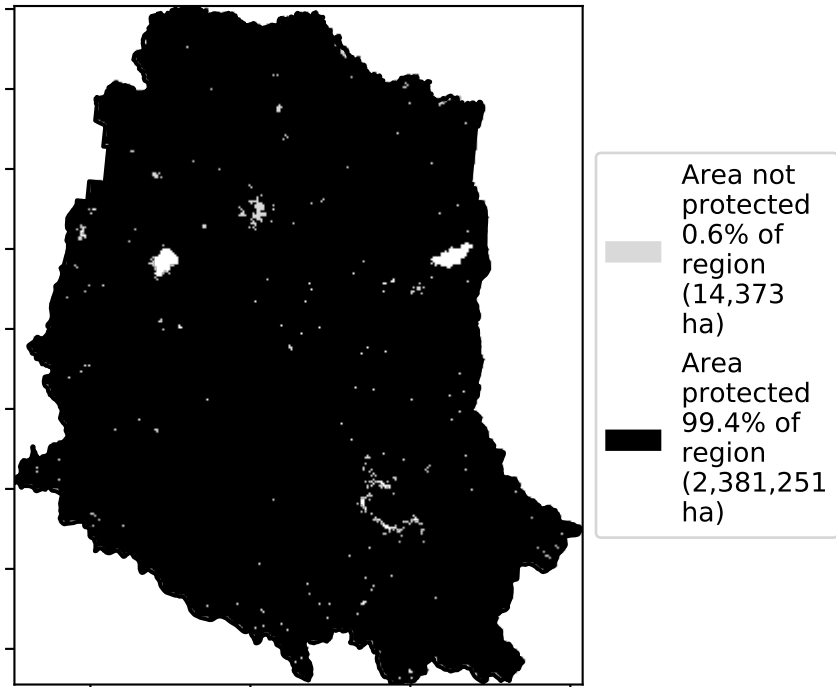 Area not
protected
0.6% of
region
(14,373
ha)
Area
protected
99.4% of
region
(2,381,251
ha)